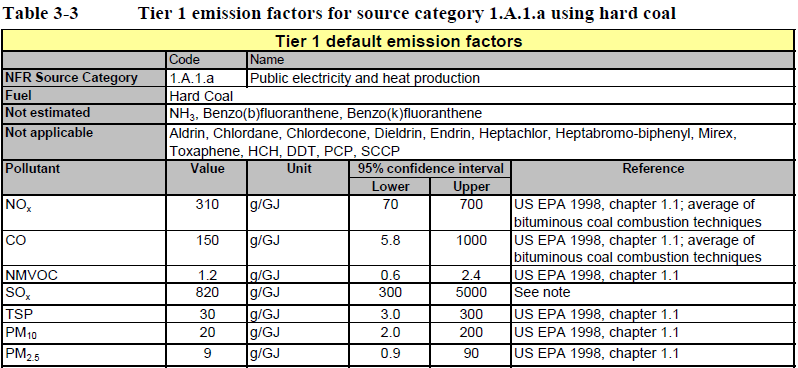 Table 3-3 Tier 1 emission factors for source category 1.A.1.a using hard coal
Tier 1 default emission factors
Code Name
NFR Source Category 1.A.1.a Public electricity and heat production
Fuel Hard Coal
Not estimated NH3, Benzo(b)fluoranthene, Benzo(k)fluoranthene
Not applicable Aldrin, Chlordane, Chlordecone, Dieldrin, Endrin, Heptachlor, Heptabromo-biphenyl, Mirex,
Toxaphene, HCH, DDT, PCP, SCCP
Pollutant Value Unit 95% confidence interval Reference
Lower Upper
NOx 310 g/GJ 70 700 US EPA 1998, chapter 1.1; average of
bituminous coal combustion techniques
CO 150 g/GJ 5.8 1000 US EPA 1998, chapter 1.1; average of
bituminous coal combustion techniques
NMVOC 1.2 g/GJ 0.6 2.4 US EPA 1998, chapter 1.1
SOx 820 g/GJ 300 5000 See note
TSP 30 g/GJ 3.0 300 US EPA 1998, chapter 1.1
PM10 20 g/GJ 2.0 200 US EPA 1998, chapter 1.1
PM2.5 9 g/GJ 0.9 90 US EPA 1998, chapter 1.1